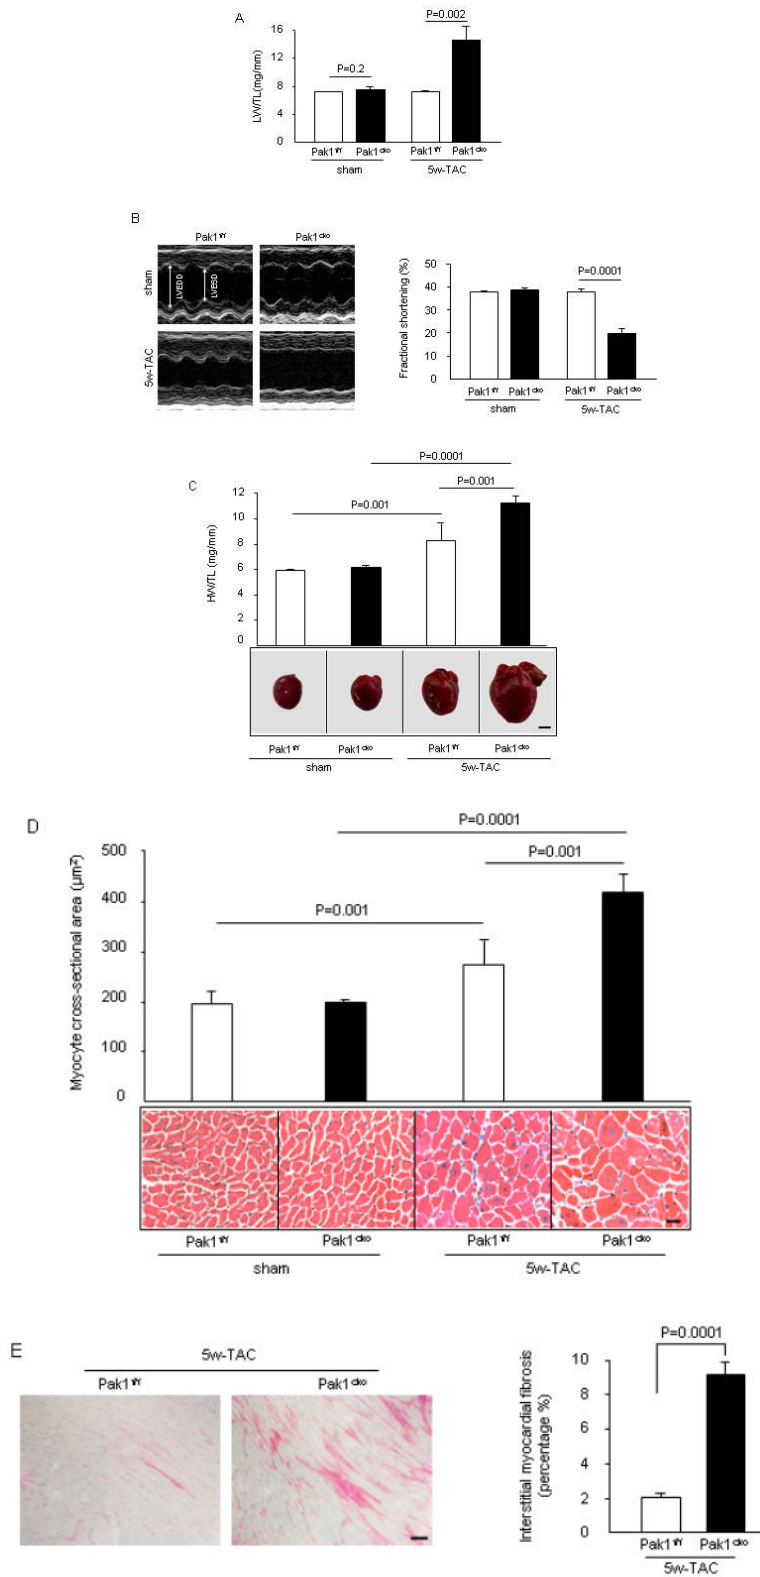 A
P=0.002
16
P=0.2
12
8
4
0
LW/TL(mg/mm)
Pak1f/Y Pak1cko Pak1f/Y Pak1cko
sham 5w-TAC
B
Pak1f/Y Pak1cko
sham
LVEDD
LVESD
5w-TAC
Fractional shortening (%)
50
40
30
20
10
0
P=0.0001
Pak1f/Y Pak1cko Pak1f/Y Pak1cko
sham 5w-TAC
C
P=0.0001
P=0.001
P=0.001
HW/TL (mg/mm)
12
10
8
6
4
2
0
Pak1f/Y Pak1cko Pak1f/Y Pak1cko
sham 5w-TAC
D
P=0.0001
P=0.001
P=0.001
Myocyte cross-sectional area (µm²)
500
400
300
200
100
0
Pak1f/Y Pak1cko Pak1f/Y Pak1cko
sham 5w-TAC
E
5w-TAC
Pak1f/Y Pak1cko
P=0.0001
Interstitial myocardial fibrosis
(percentage %)
10
8
6
4
2
0
Pak1f/Y Pak1cko
5w-TAC